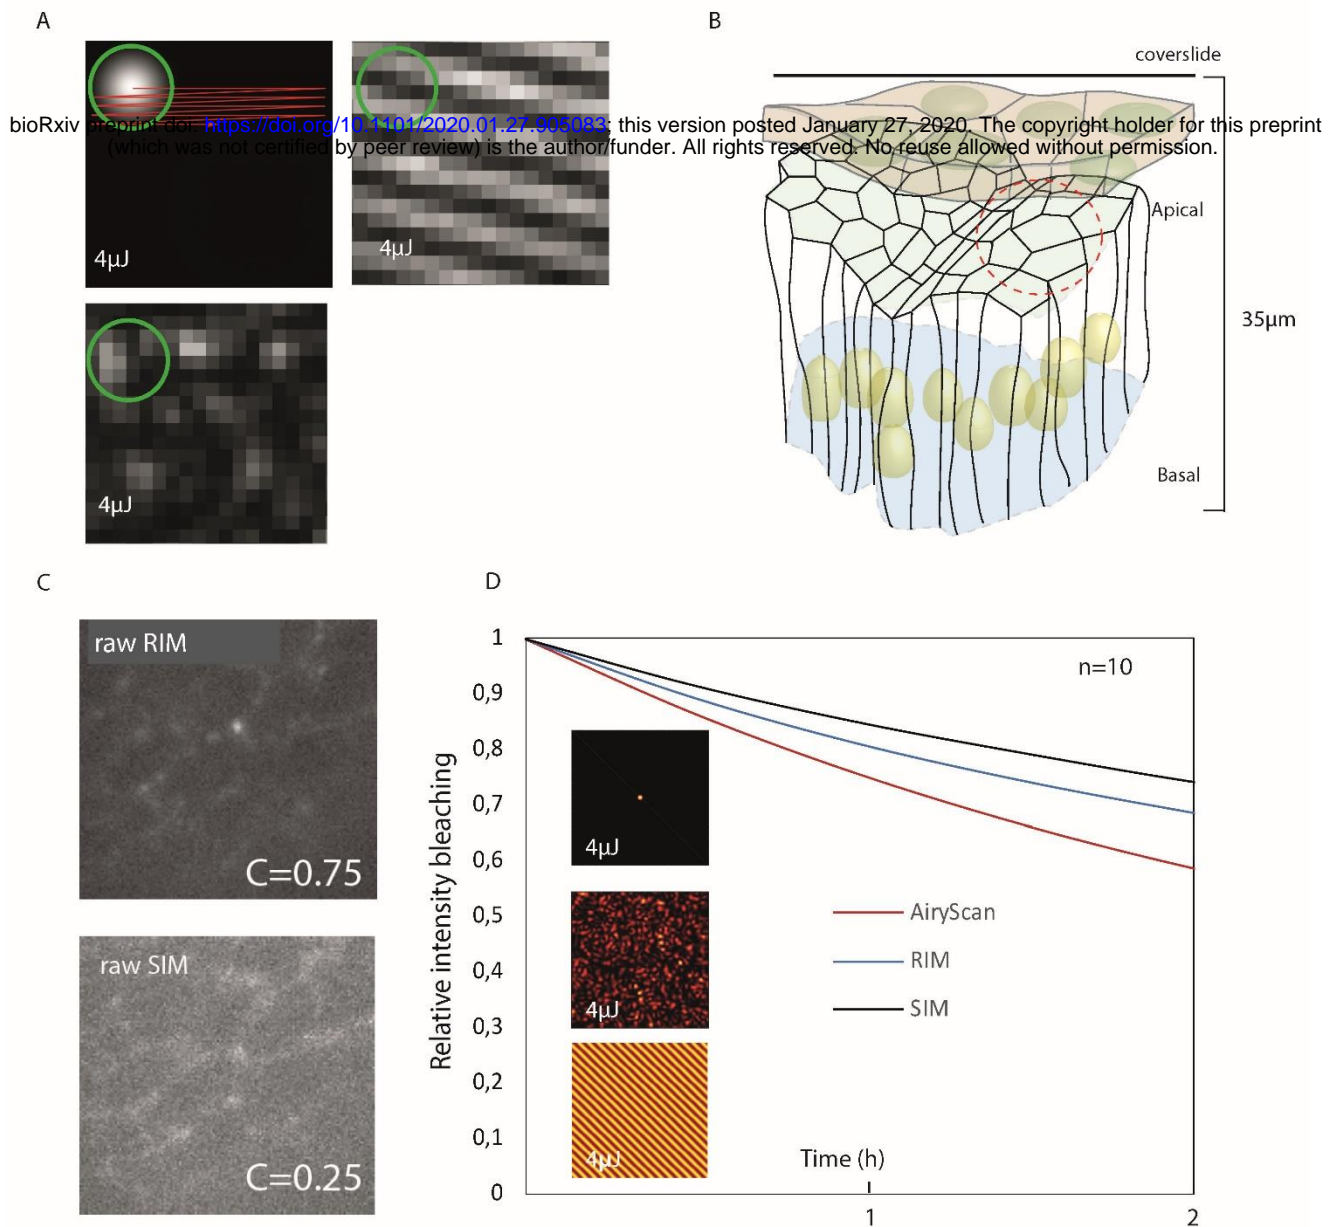 A
B
coverslide
bioRxiv preprint doi: https://doi.org/10.1101/2020.01.27.905083; this version posted January 27, 2020. The copyright holder for this preprint
(which was not certified by peer review) is the author/funder. All rights reserved. No reuse allowed without permission.
4µJ
4µJ
Apical
35µm
4µJ
Basal
C
D
raw RIM
C=0.75
raw SIM
C=0.25
1
n=10
0,9
0,8
0,7
0,6
0,5
0,4
0,3
0,2
0,1
0
Relative intensity bleaching
4µJ
4µJ
4µJ
AiryScan
RIM
SIM
Time (h)
1
2